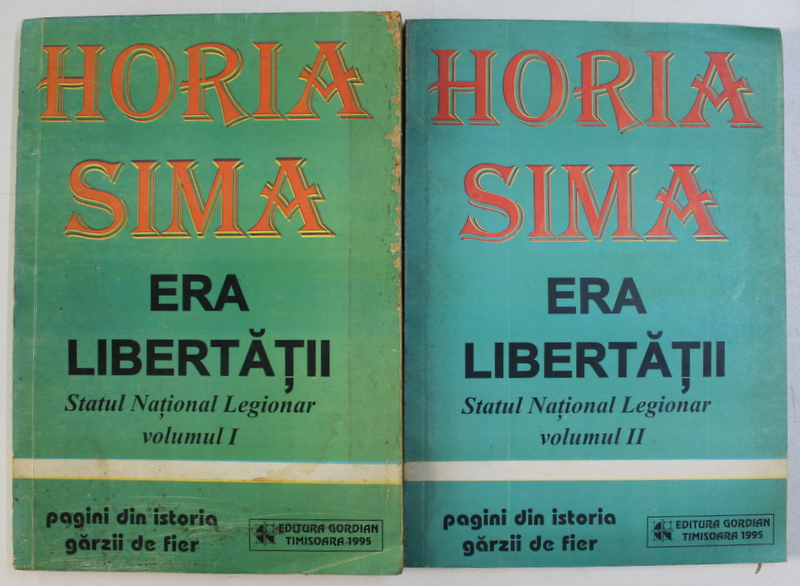 HORIA
SIMA
ERA
LIBERTĂȚII
Statul Național Legionar
volumul I
pagini din istoria
gărzii de fier
EDITURA GORDIAN
TIMISOARA-1995
HORIA
SIMA
ERA
LIBERTĂȚII
Statul Național Legionar
volumul II
pagini din istoria
gărzii de fier
EDITURA GORDIAN
TIMISOARA 1995